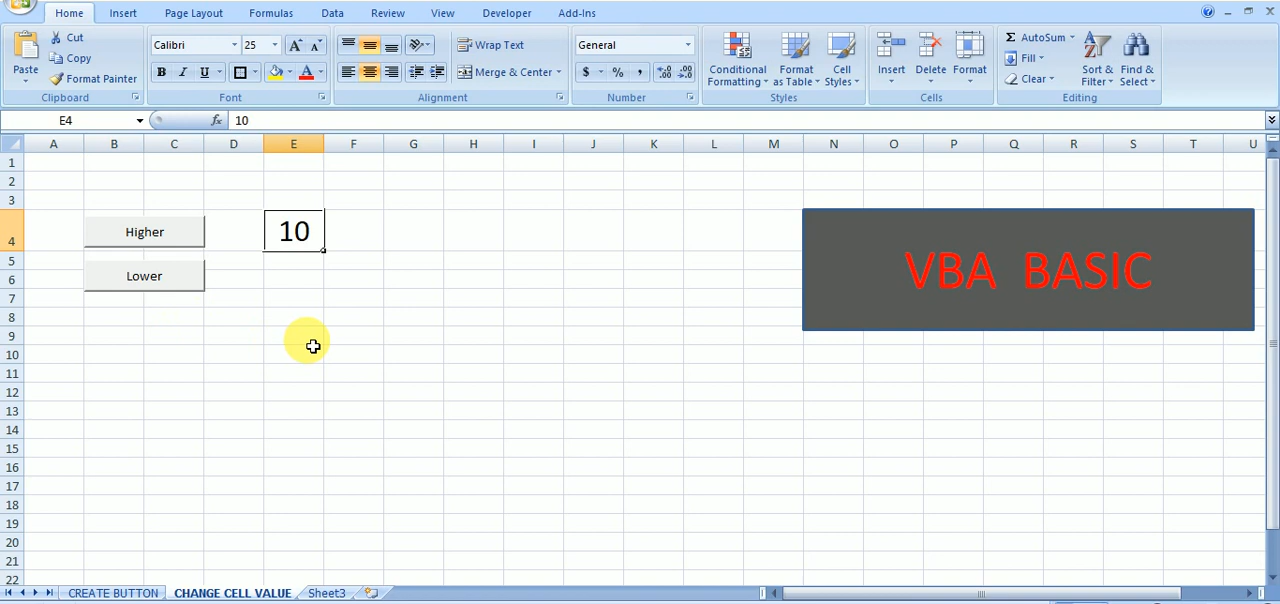 Home Insert Page Layout Formulas Data Review View Developer Add-Ins
Cut Calibri 25 Wrap Text General AutoSum
Copy Fill
Paste Format Painter B I U Merge & Center $ % , Conditional Formatting Format as Table Cell Styles Insert Delete Format Clear Sort & Filter Find & Select
Clipboard Font Alignment Number Styles Cells Editing
E4 fx 10
A B C D E F G H I J K L M N O P Q R S T U
1
2
3
4 Higher 10
VBA BASIC
5
6 Lower
7
8
9
10
11
12
13
14
15
16
17
18
19
20
21
22
CREATE BUTTON CHANGE CELL VALUE Sheet3